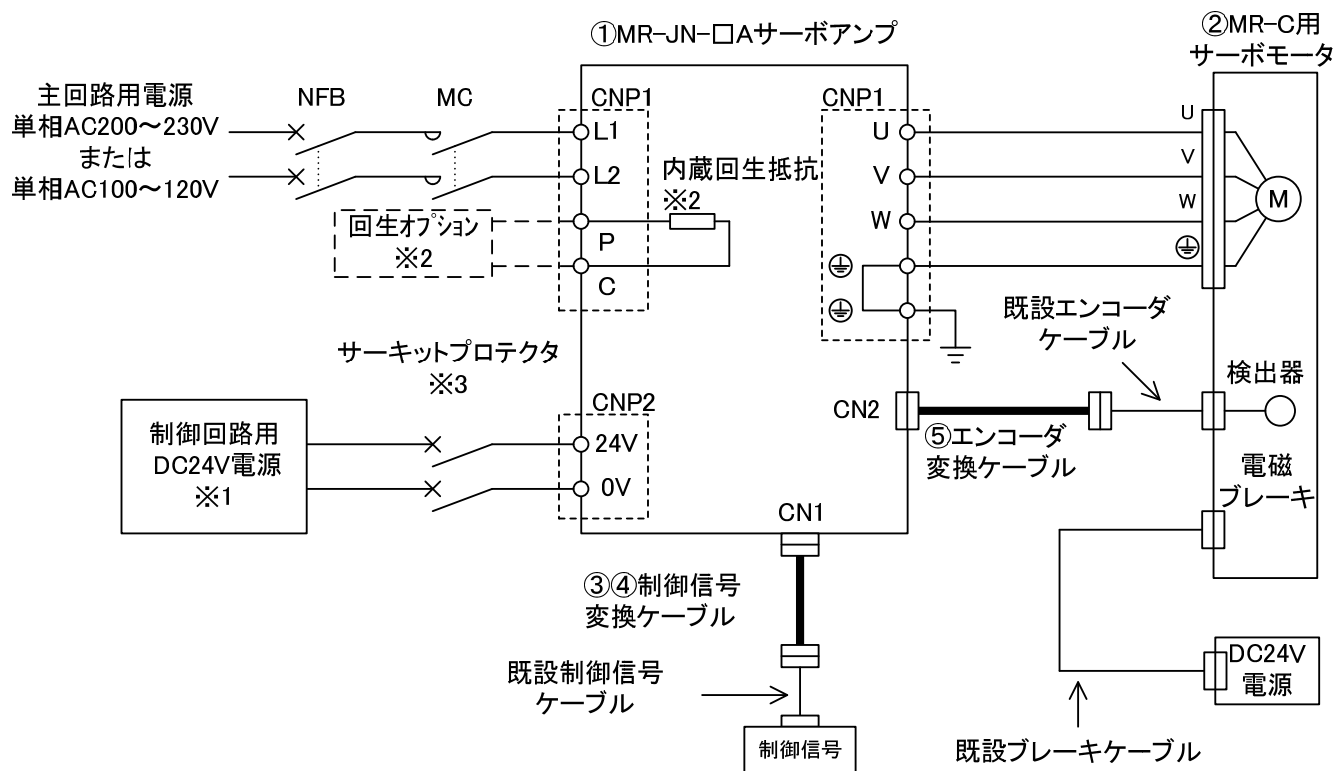 ①MR-JN-□Aサーボアンプ
②MR-C用
サーボモータ
主回路用電源
単相AC200～230V
または
単相AC100～120V
NFB
MC
CNP1
L1
L2
P
C
内蔵回生抵抗
※2
回生オプション
※2
CNP1
U
V
W
U
V
W
M
既設エンコーダ
ケーブル
サーキットプロテクタ
※3
制御回路用
DC24V電源
※1
CNP2
24V
0V
CN2
⑤エンコーダ
変換ケーブル
検出器
電磁
ブレーキ
CN1
③④制御信号
変換ケーブル
既設制御信号
ケーブル
制御信号
DC24V
電源
既設ブレーキケーブル